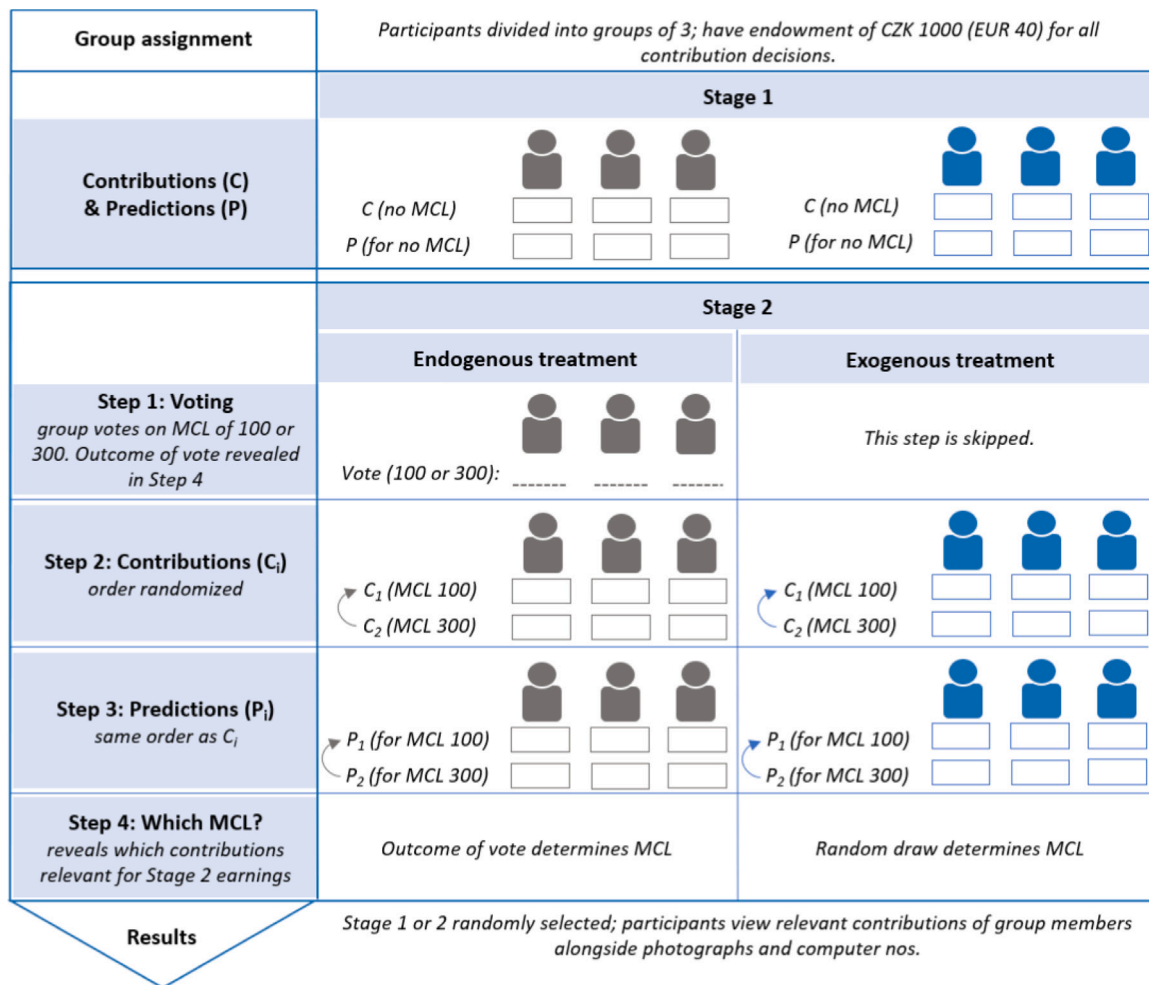 Group assignment
Participants divided into groups of 3; have endowment of CZK 1000 (EUR 40) for all
contribution decisions.
Stage 1
Contributions (C)
& Predictions (P)
C (no MCL)
P (for no MCL)
C (no MCL)
P (for no MCL)
Stage 2
Endogenous treatment
Exogenous treatment
Step 1: Voting
group votes on MCL of 100 or
300. Outcome of vote revealed
in Step 4
Vote (100 or 300):
This step is skipped.
Step 2: Contributions (Cᵢ)
order randomized
C₁ (MCL 100)
C₂ (MCL 300)
C₁ (MCL 100)
C₂ (MCL 300)
Step 3: Predictions (Pᵢ)
same order as Cᵢ
P₁ (for MCL 100)
P₂ (for MCL 300)
P₁ (for MCL 100)
P₂ (for MCL 300)
Step 4: Which MCL?
reveals which contributions
relevant for Stage 2 earnings
Outcome of vote determines MCL
Random draw determines MCL
Results
Stage 1 or 2 randomly selected; participants view relevant contributions of group members
alongside photographs and computer nos.